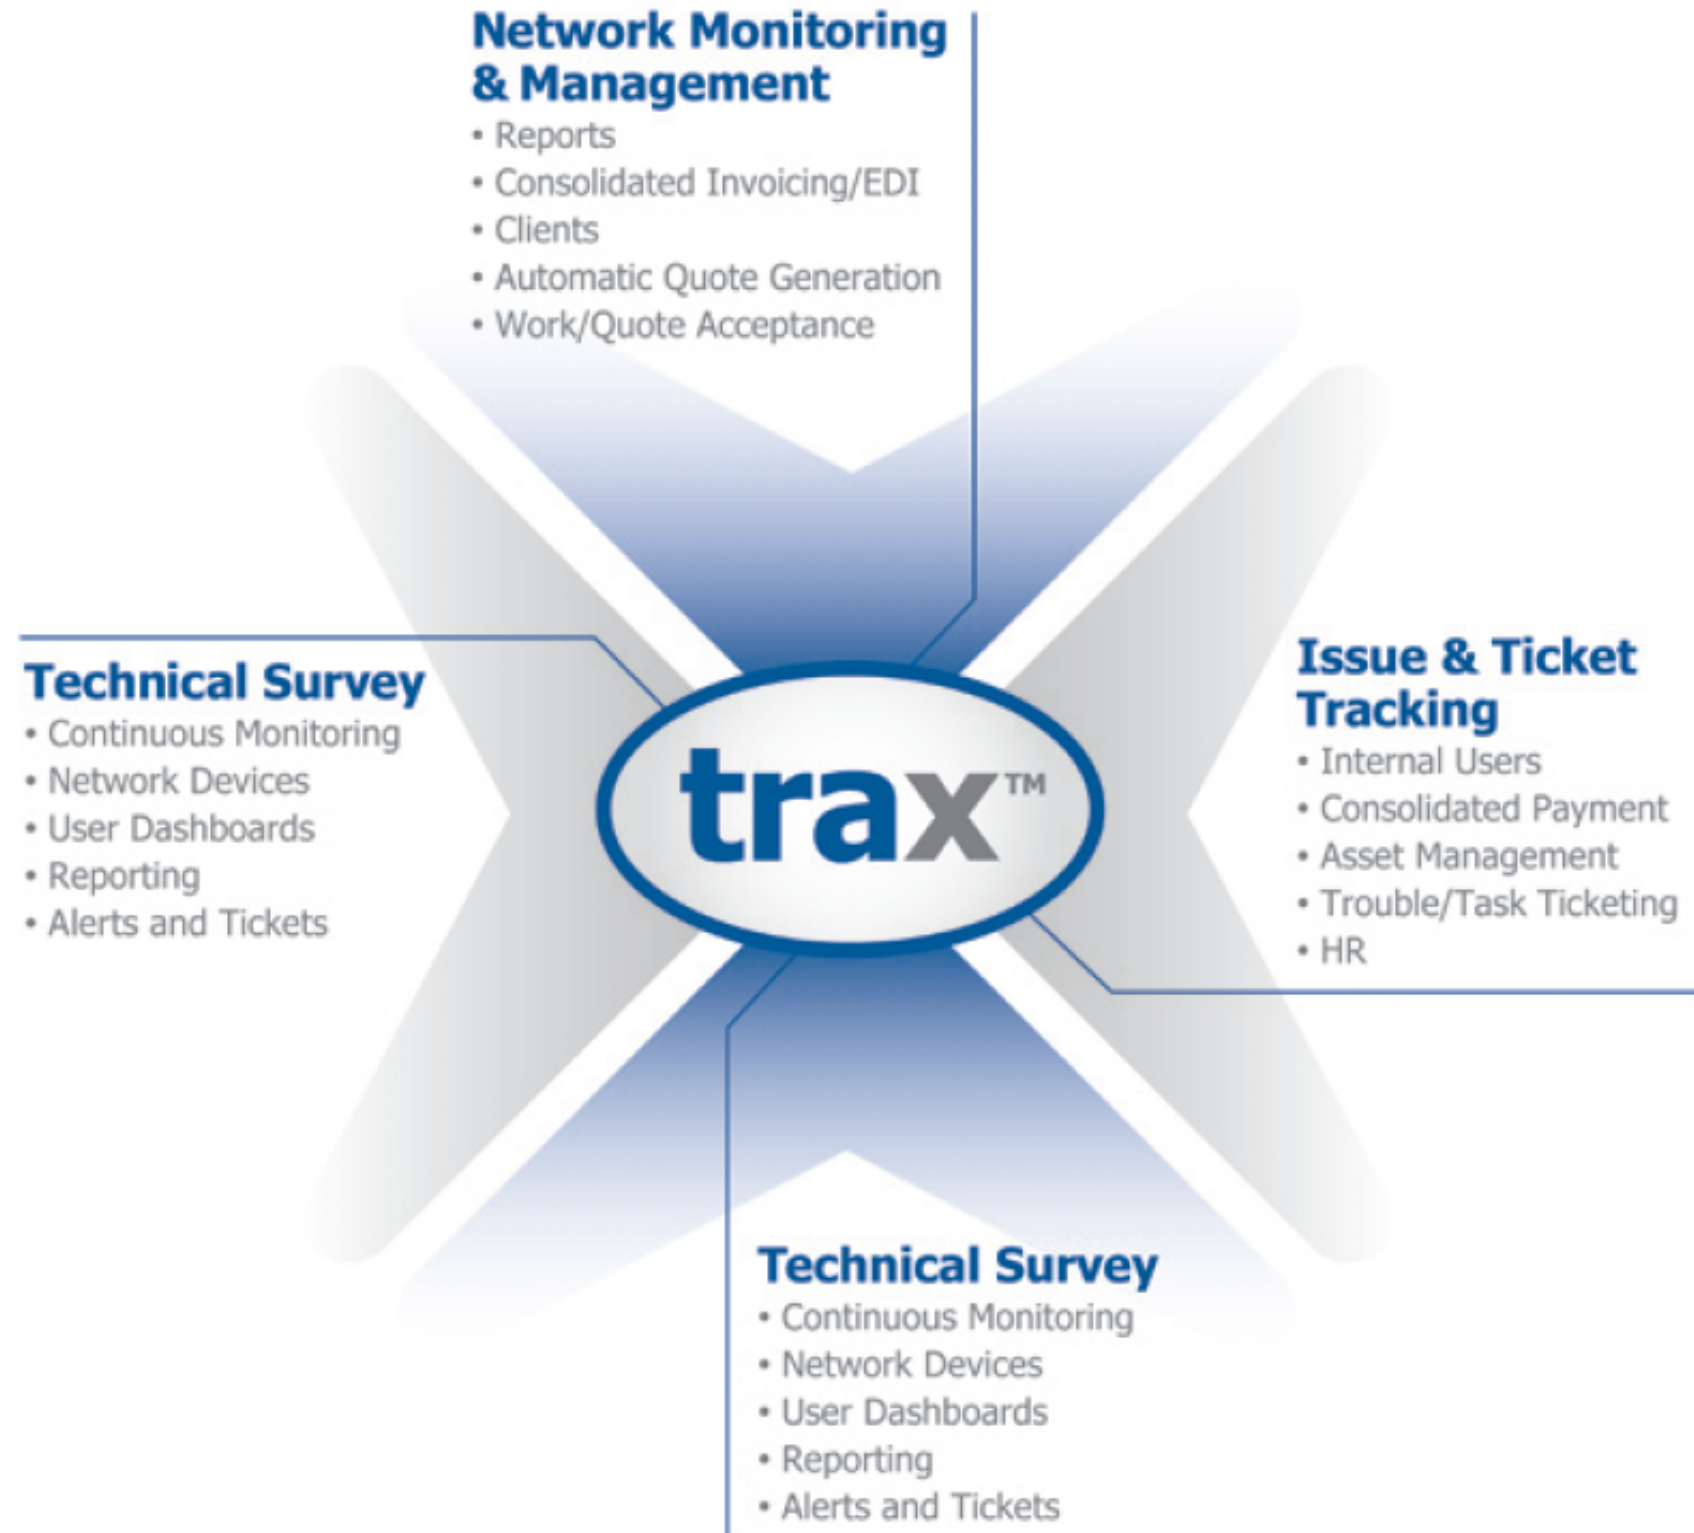 Network Monitoring
& Management
• Reports
• Consolidated Invoicing/EDI
• Clients
• Automatic Quote Generation
• Work/Quote Acceptance
Technical Survey
• Continuous Monitoring
• Network Devices
• User Dashboards
• Reporting
• Alerts and Tickets
trax™
Issue & Ticket
Tracking
• Internal Users
• Consolidated Payment
• Asset Management
• Trouble/Task Ticketing
• HR
Technical Survey
• Continuous Monitoring
• Network Devices
• User Dashboards
• Reporting
• Alerts and Tickets